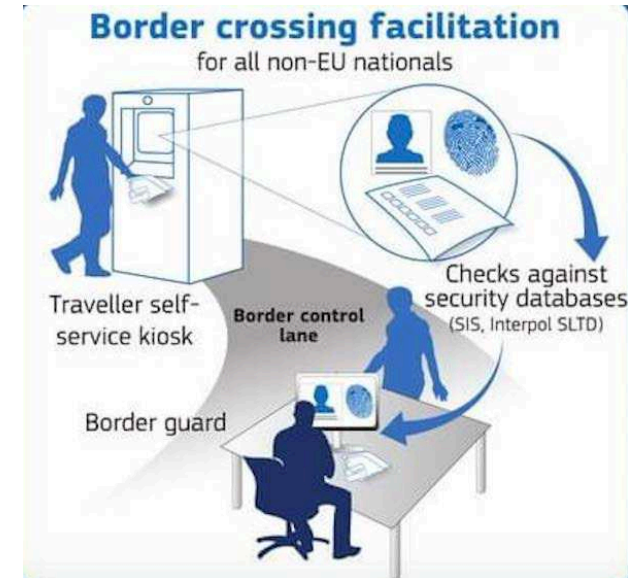 Border crossing facilitation
for all non-EU nationals
Traveller self-
service kiosk
Checks against
security databases
(SIS, Interpol SLTD)
Border control
lane
Border guard